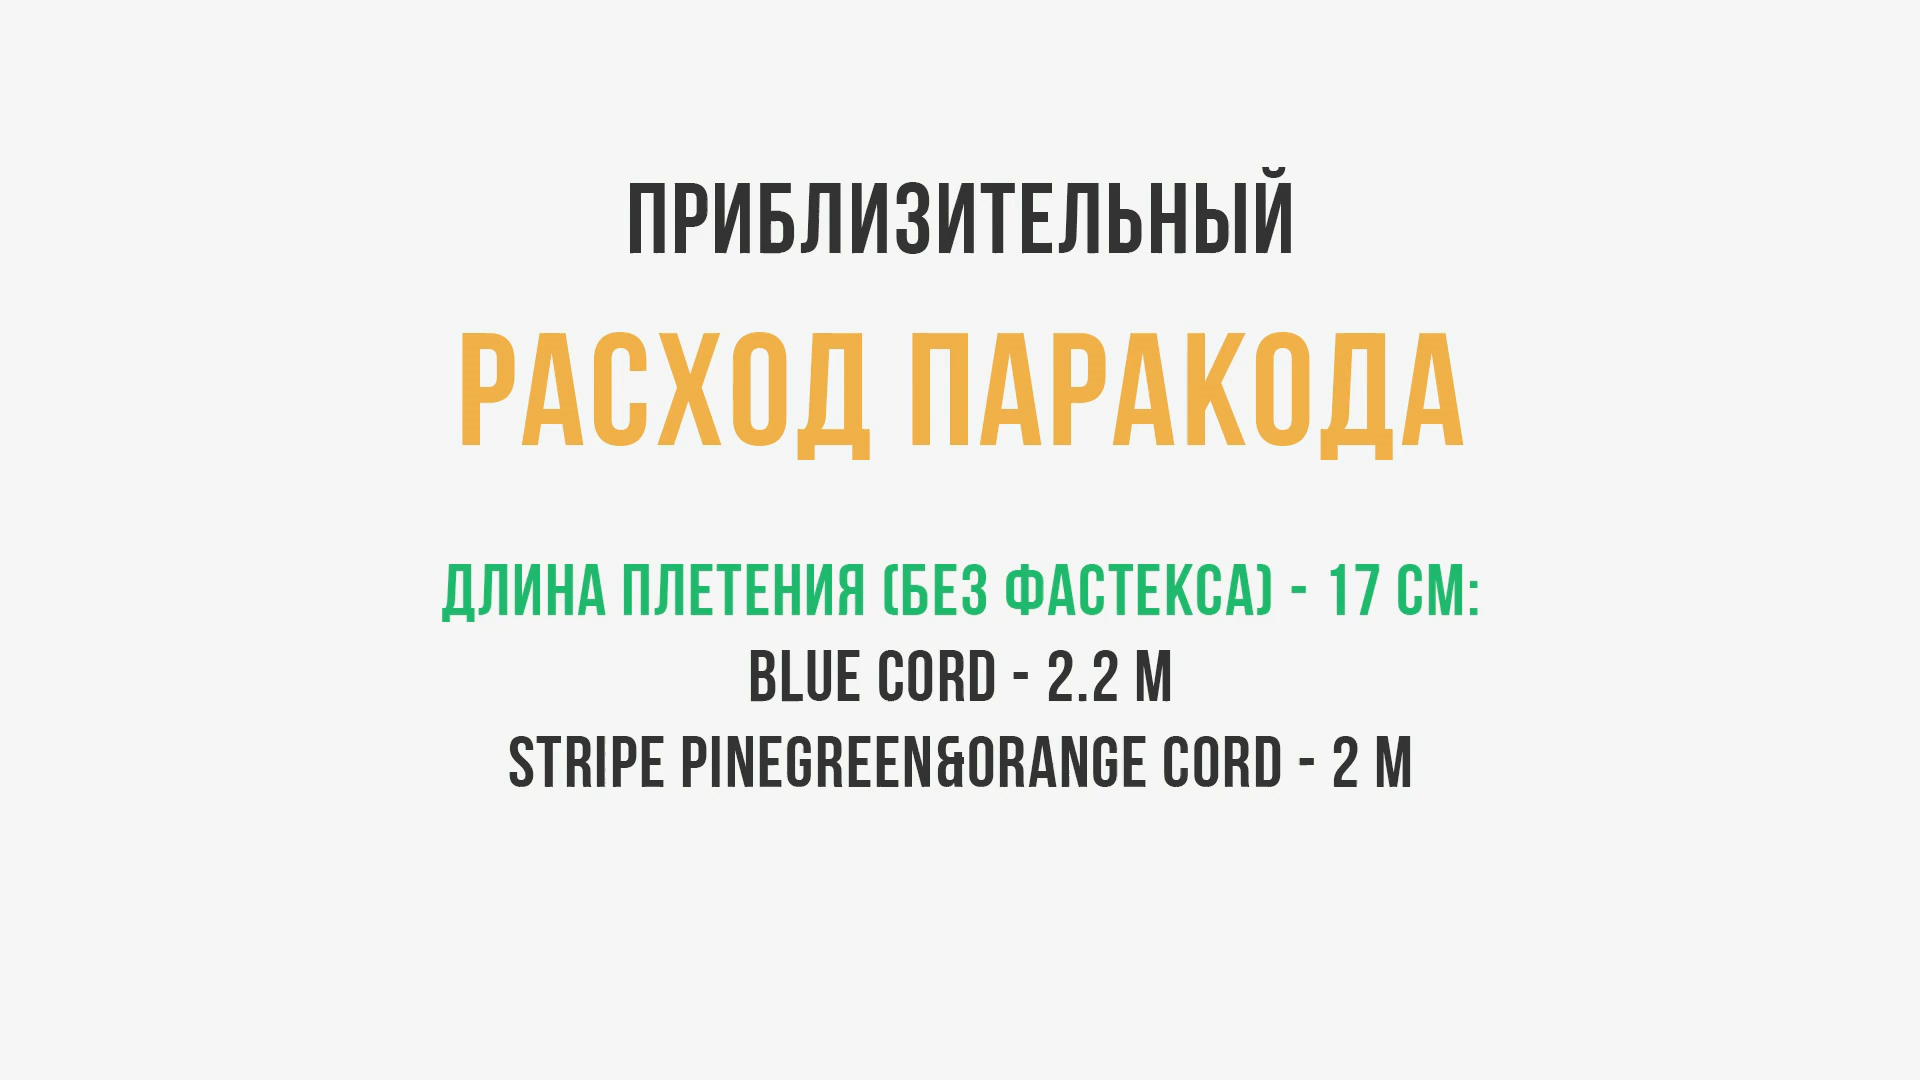 ПРИБЛИЗИТЕЛЬНЫЙ
РАСХОД ПАРАКОДА
ДЛИНА ПЛЕТЕНИЯ (БЕЗ ФАСТЕКСА) - 17 СМ:
BLUE CORD - 2.2 М
STRIPE PINEGREEN&ORANGE CORD - 2 М